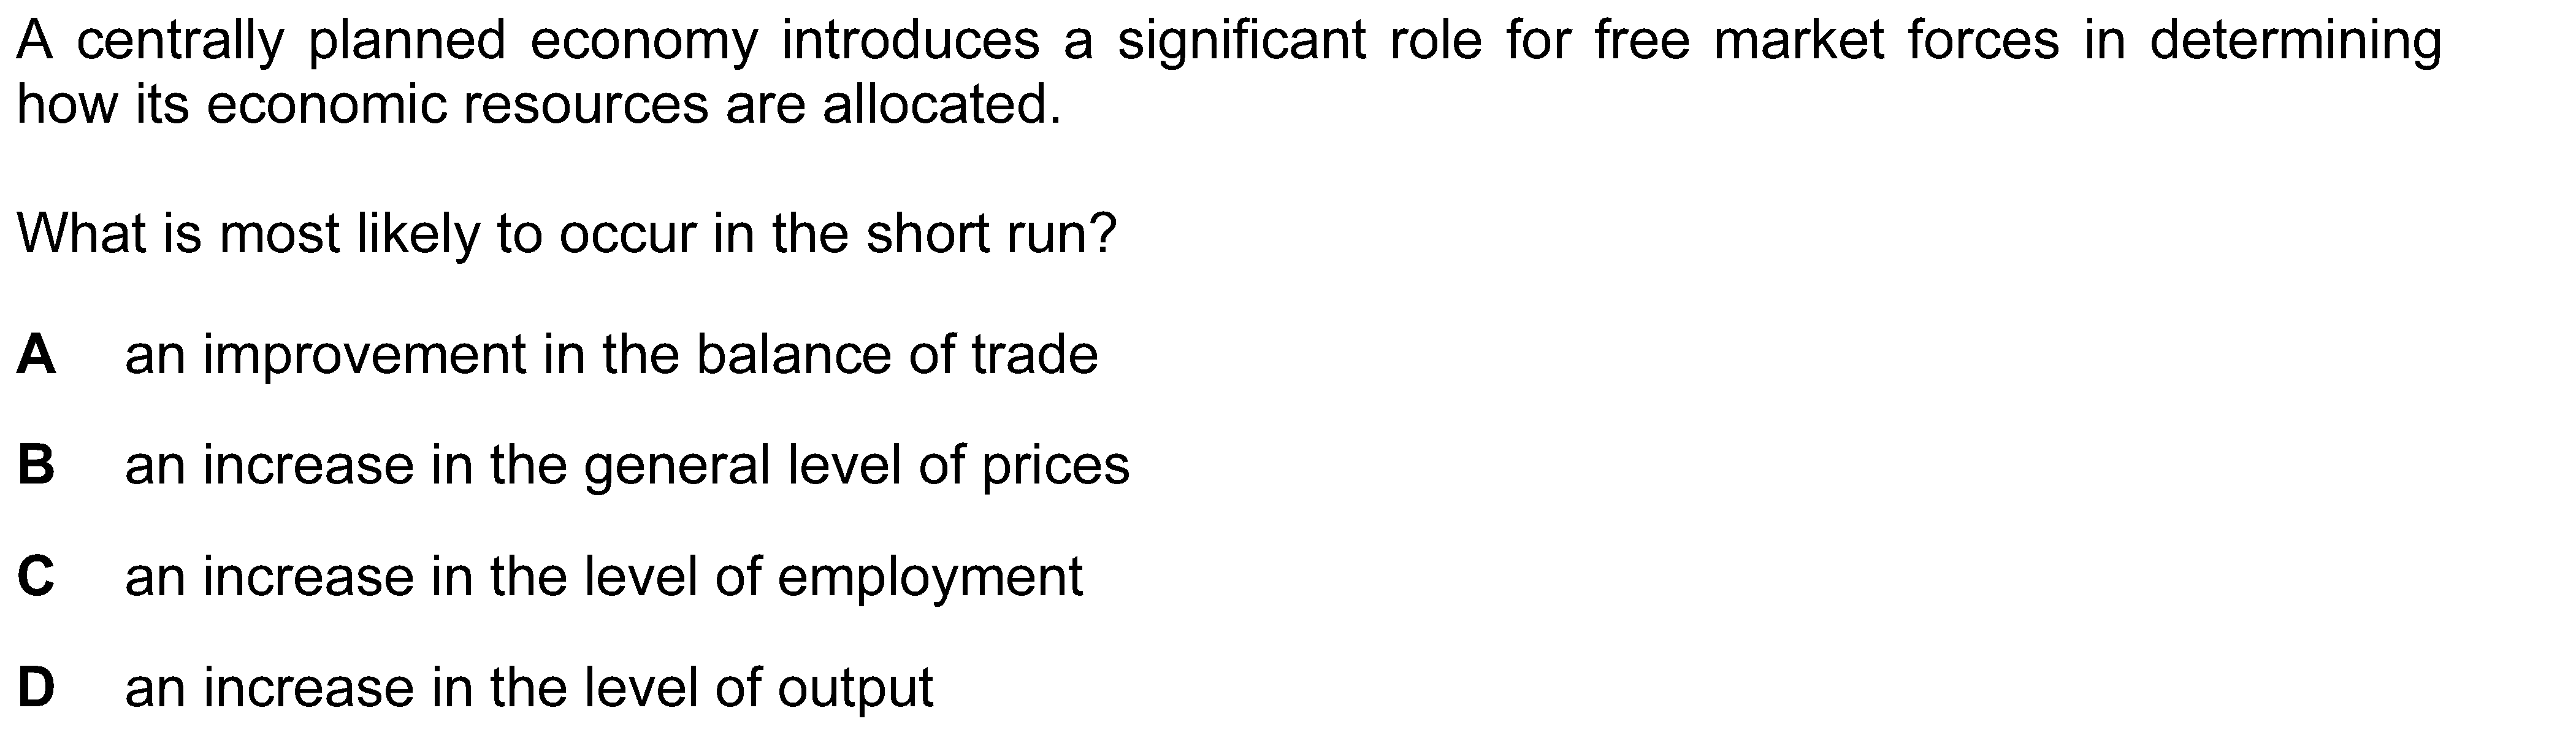 A centrally planned economy introduces a significant role for free market forces in determining
how its economic resources are allocated.
What is most likely to occur in the short run?
A an improvement in the balance of trade
B an increase in the general level of prices
C an increase in the level of employment
D an increase in the level of output